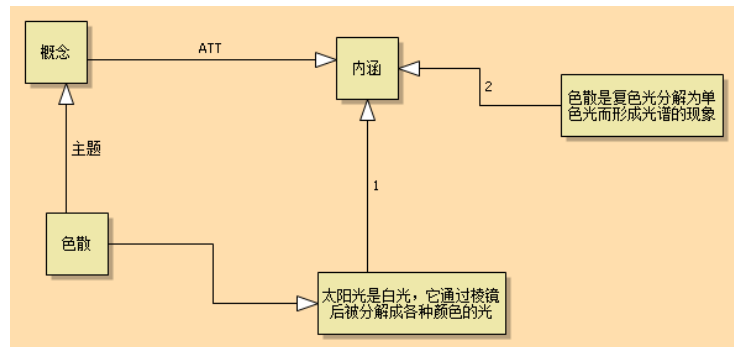 概念
ATT
内涵
2
色散是复色光分解为单
色光而形成光谱的现象
主题
1
色散
太阳光是白光，它通过棱镜
后被分解成各种颜色的光